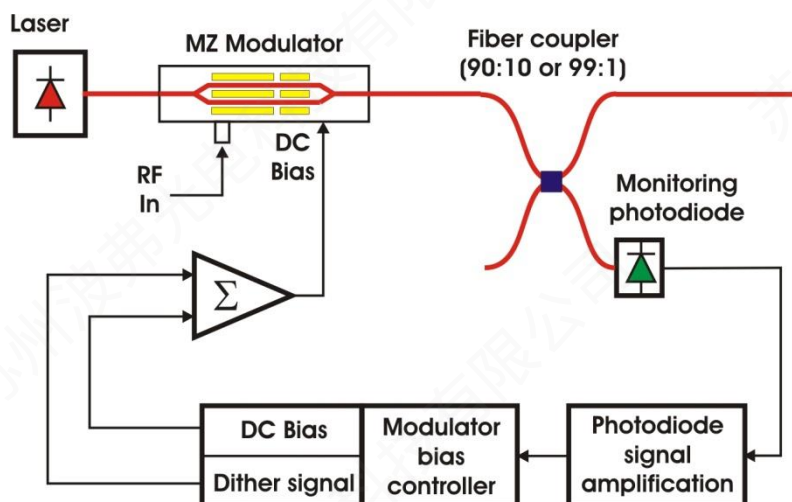 Laser
MZ Modulator
Fiber coupler
(90:10 or 99:1)
RF
In
DC
Bias
Monitoring
photodiode
Σ
DC Bias
Dither signal
Modulator
bias
controller
Photodiode
signal
amplification